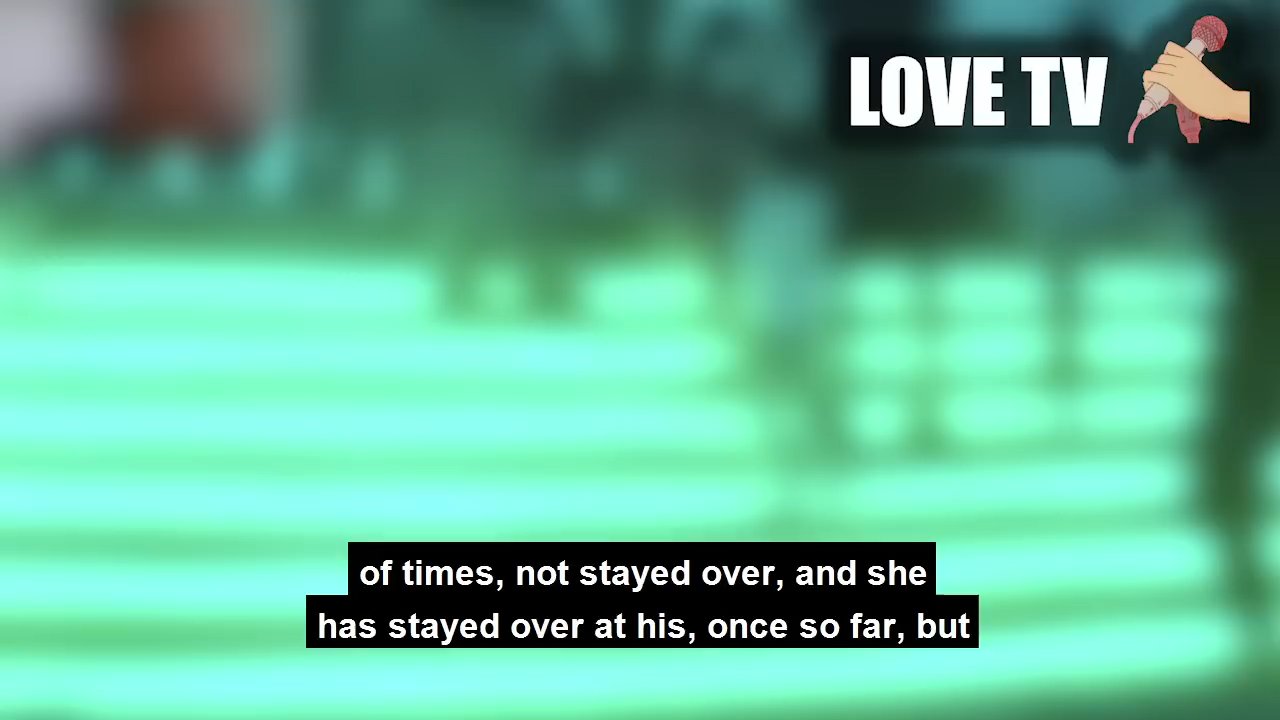 LOVE TV
of times, not stayed over, and she
has stayed over at his, once so far, but